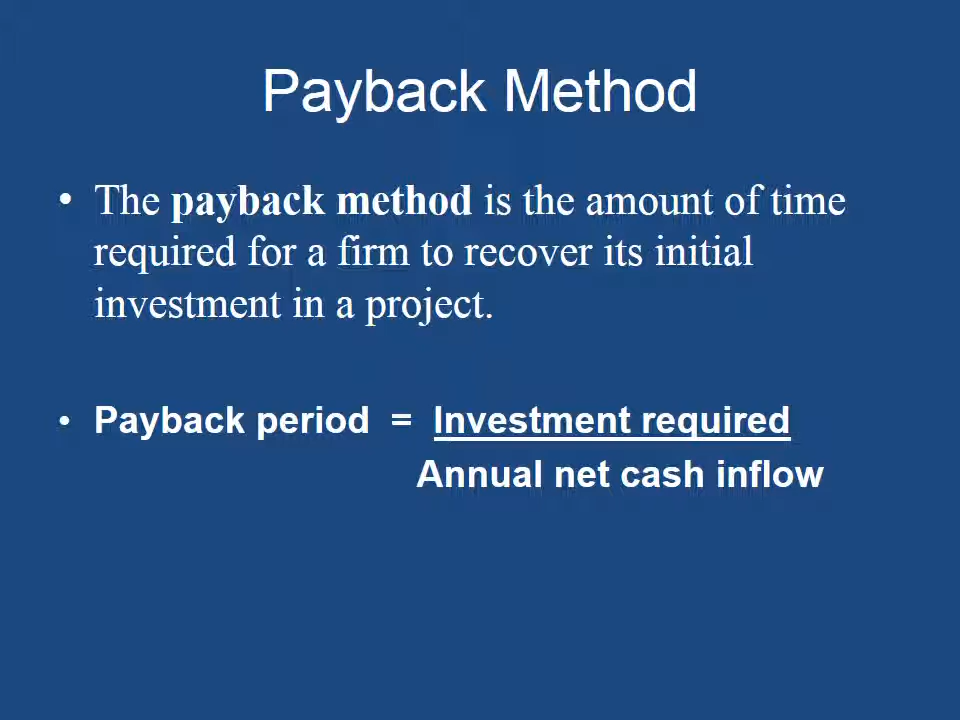 Payback Method
• The payback method is the amount of time
required for a firm to recover its initial
investment in a project.
• Payback period = Investment required
Annual net cash inflow